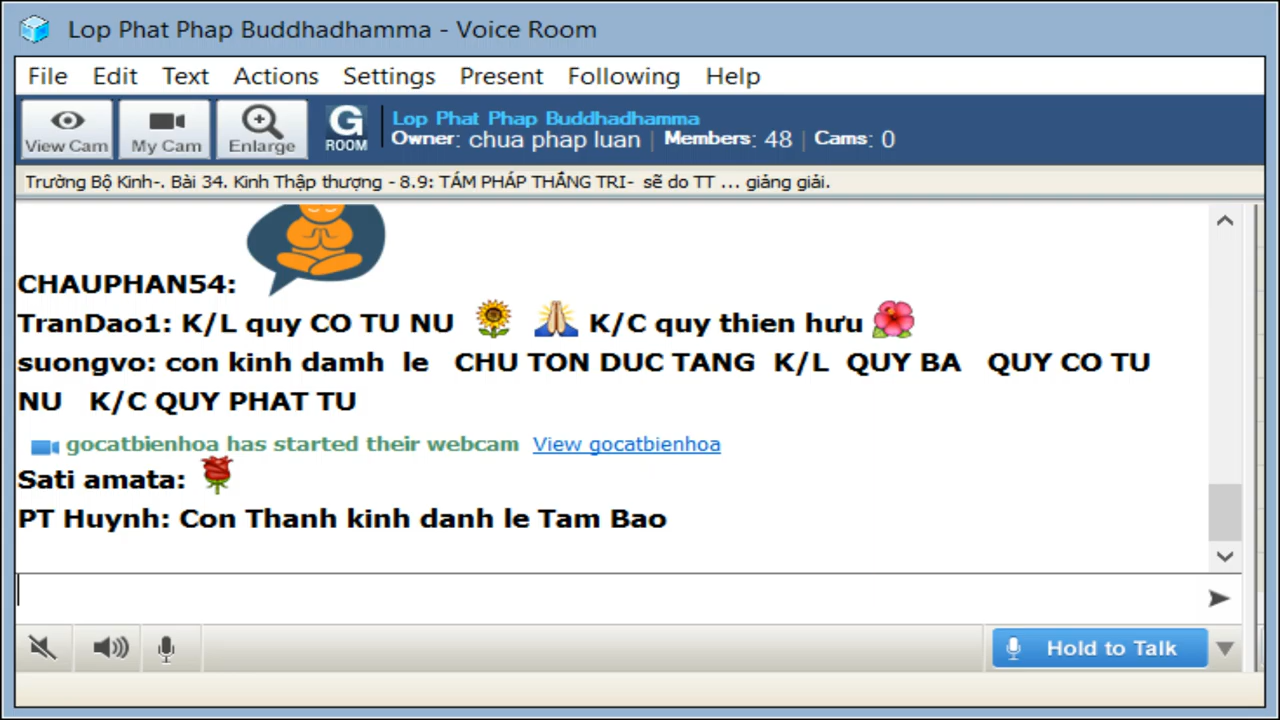 Lop Phat Phap Buddhadhamma - Voice Room
File Edit Text Actions Settings Present Following Help
View Cam My Cam Enlarge G ROOM
Lop Phat Phap Buddhadhamma
Owner: chua phap luan | Members: 48 | Cams: 0
Trường Bộ Kinh-. Bài 34. Kinh Thập thượng - 8.9: TÁM PHÁP THẮNG TRI- sẽ do TT ... giảng giải.
CHAUPHAN54:
TranDao1: K/L quy CO TU NU K/C quy thien hưu
suongvo: con kinh damh le CHU TON DUC TANG K/L QUY BA QUY CO TU
NU K/C QUY PHAT TU
gocatbienhoa has started their webcam View gocatbienhoa
Sati amata:
PT Huynh: Con Thanh kinh danh le Tam Bao
Hold to Talk